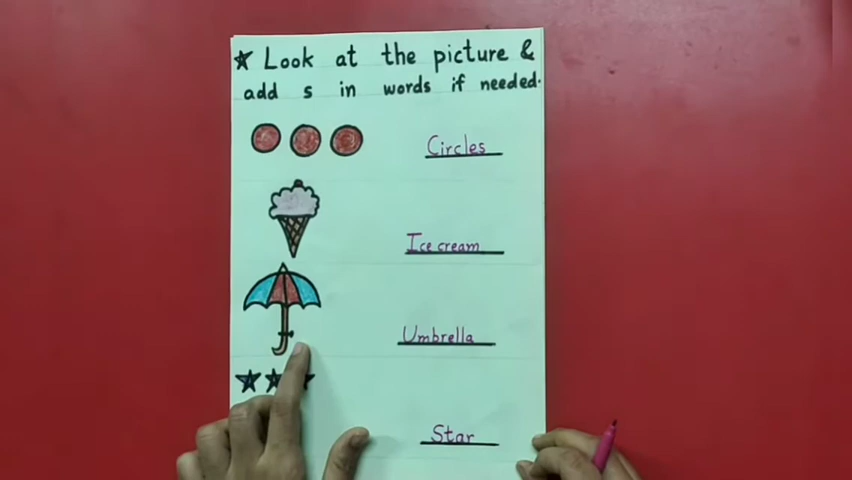 Look at the picture &
add s in words if needed.
Circles
Ice cream
Umbrella
Star